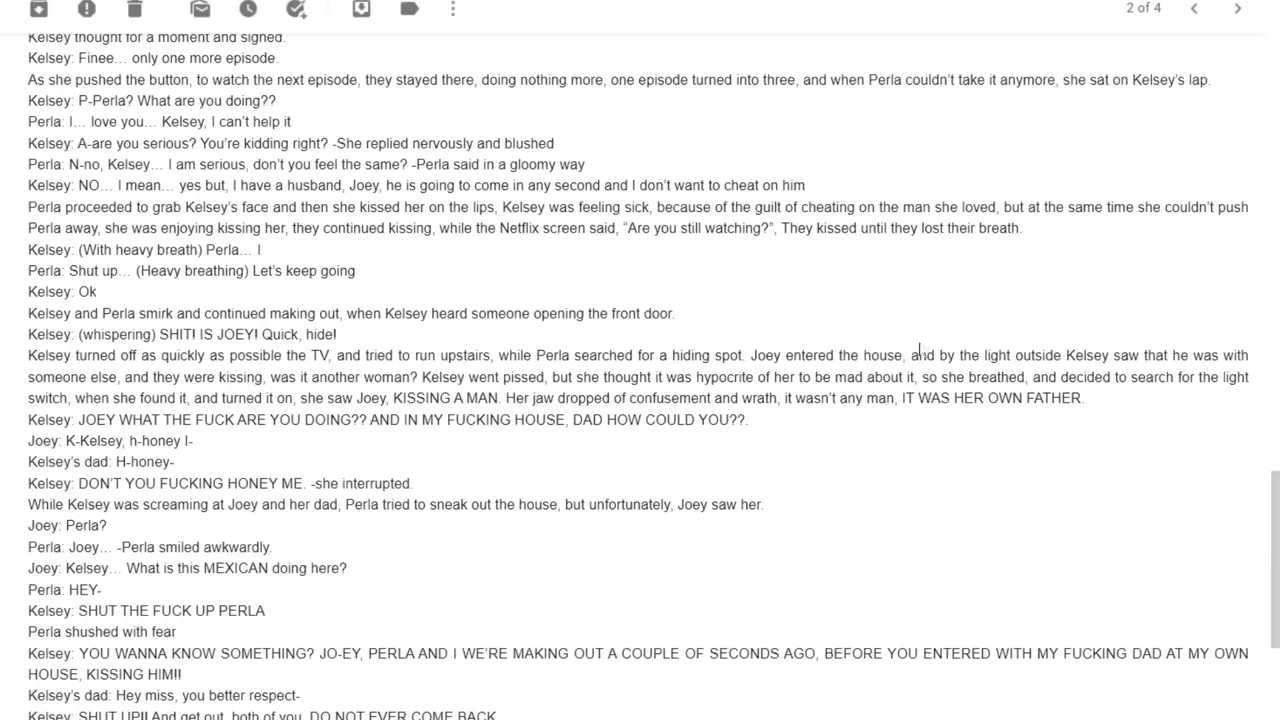 2 of 4
Kelsey thought for a moment and signed.
Kelsey: Finee… only one more episode.
As she pushed the button, to watch the next episode, they stayed there, doing nothing more, one episode turned into three, and when Perla couldn't take it anymore, she sat on Kelsey's lap.
Kelsey: P-Perla? What are you doing??
Perla: I… love you… Kelsey, I can't help it
Kelsey: A-are you serious? You're kidding right? -She replied nervously and blushed
Perla: N-no, Kelsey… I am serious, don't you feel the same? -Perla said in a gloomy way
Kelsey: NO… I mean… yes but, I have a husband, Joey, he is going to come in any second and I don't want to cheat on him
Perla proceeded to grab Kelsey's face and then she kissed her on the lips, Kelsey was feeling sick, because of the guilt of cheating on the man she loved, but at the same time she couldn't push
Perla away, she was enjoying kissing her, they continued kissing, while the Netflix screen said, “Are you still watching?”, They kissed until they lost their breath.
Kelsey: (With heavy breath) Perla… I
Perla: Shut up… (Heavy breathing) Let's keep going
Kelsey: Ok
Kelsey and Perla smirk and continued making out, when Kelsey heard someone opening the front door.
Kelsey: (whispering) SHIT! IS JOEY! Quick, hide!
Kelsey turned off as quickly as possible the TV, and tried to run upstairs, while Perla searched for a hiding spot. Joey entered the house, and by the light outside Kelsey saw that he was with
someone else, and they were kissing, was it another woman? Kelsey went pissed, but she thought it was hypocrite of her to be mad about it, so she breathed, and decided to search for the light
switch, when she found it, and turned it on, she saw Joey, KISSING A MAN. Her jaw dropped of confusement and wrath, it wasn't any man, IT WAS HER OWN FATHER.
Kelsey: JOEY WHAT THE FUCK ARE YOU DOING?? AND IN MY FUCKING HOUSE, DAD HOW COULD YOU??.
Joey: K-Kelsey, h-honey I-
Kelsey's dad: H-honey-
Kelsey: DON'T YOU FUCKING HONEY ME. -she interrupted.
While Kelsey was screaming at Joey and her dad, Perla tried to sneak out the house, but unfortunately, Joey saw her.
Joey: Perla?
Perla: Joey… -Perla smiled awkwardly.
Joey: Kelsey… What is this MEXICAN doing here?
Perla: HEY-
Kelsey: SHUT THE FUCK UP PERLA
Perla shushed with fear
Kelsey: YOU WANNA KNOW SOMETHING? JO-EY, PERLA AND I WE'RE MAKING OUT A COUPLE OF SECONDS AGO, BEFORE YOU ENTERED WITH MY FUCKING DAD AT MY OWN
HOUSE, KISSING HIM!!
Kelsey's dad: Hey miss, you better respect-
Kelsey: SHUT UP!! And get out, both of you, DO NOT EVER COME BACK